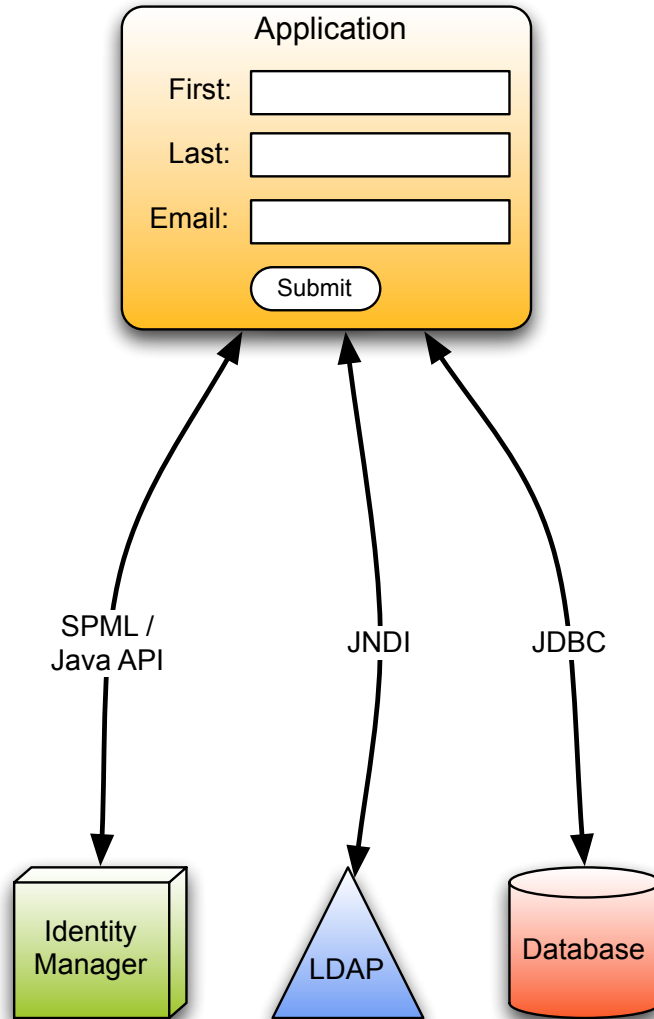 Application
First:
Last:
Email:
Submit
SPML /
Java API
JNDI
JDBC
Identity
Manager
LDAP
Database